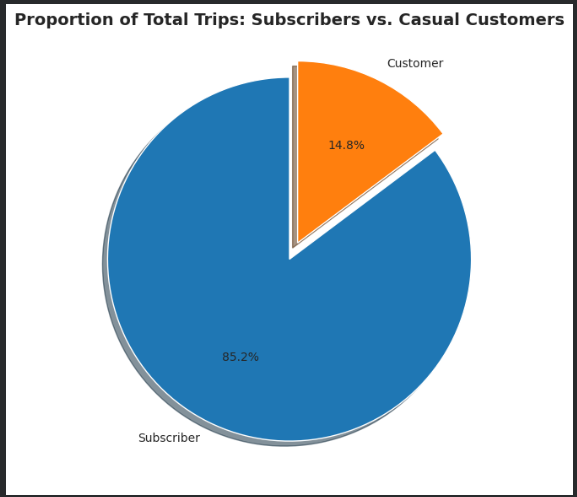 Proportion of Total Trips: Subscribers vs. Casual Customers
Customer
14.8%
85.2%
Subscriber